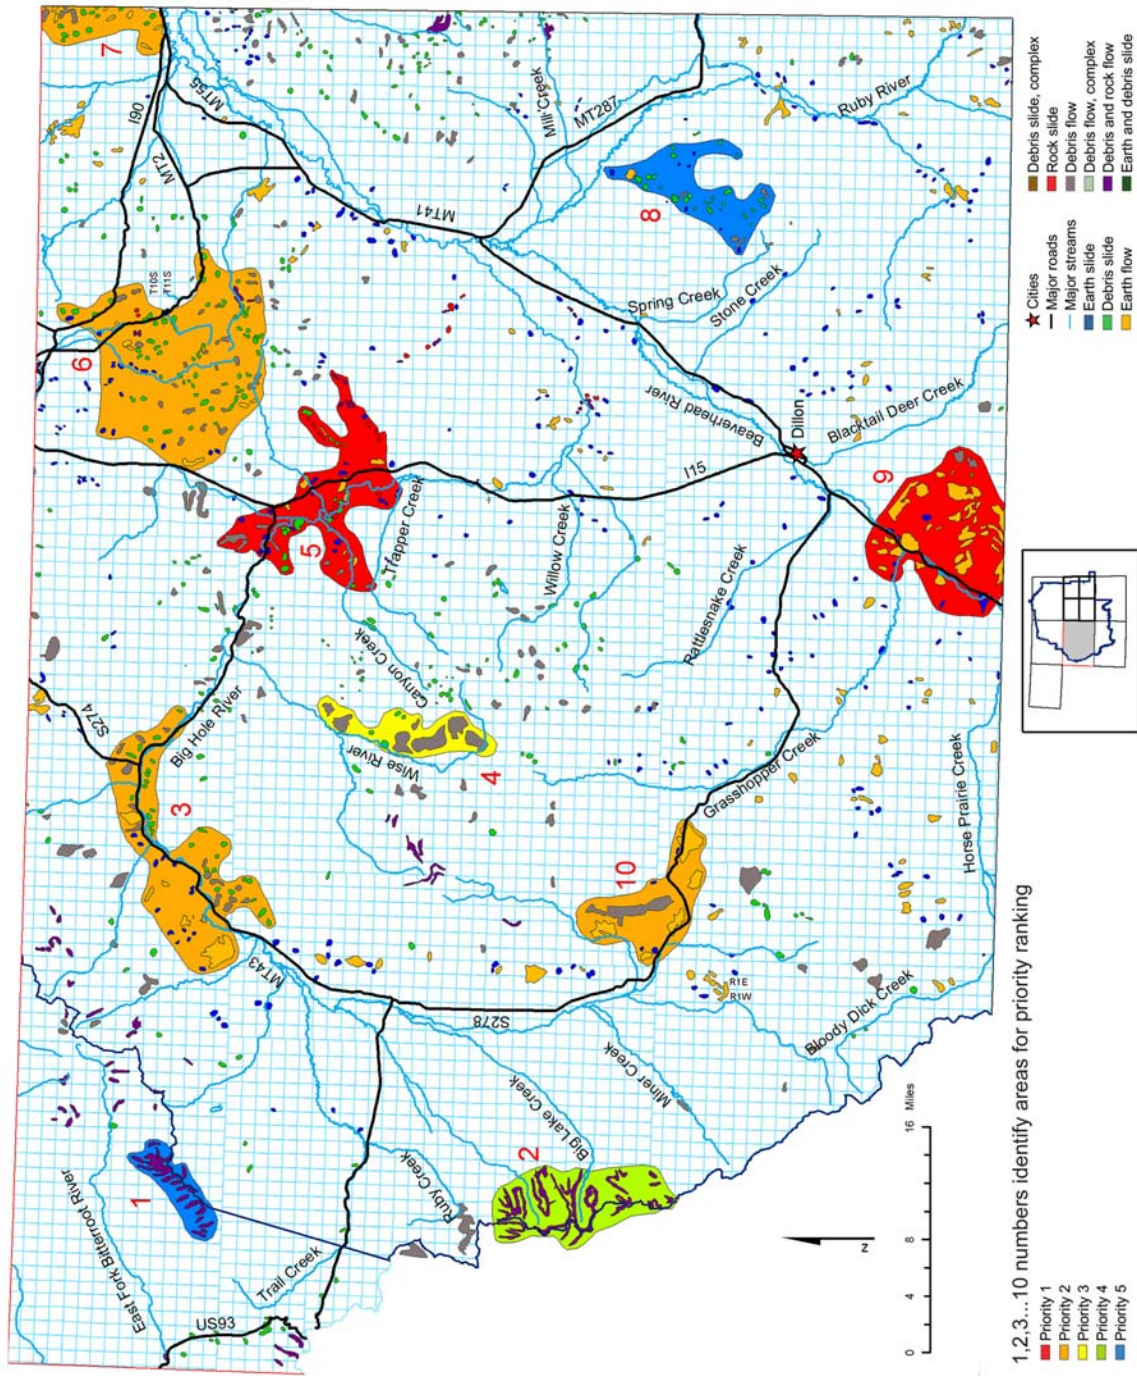 7
I90
MT55
MT2
6
T10S
T11S
MT41
Mill Creek
MT287
Ruby River
8
Spring Creek
Stone Creek
Beaverhead River
Dillon
Blacktail Deer Creek
I15
9
5
Trapper Creek
Willow Creek
Rattlesnake Creek
Canyon Creek
S274
Big Hole River
3
Wise River
4
Grasshopper Creek
10
Horse Prairie Creek
MT43
S278
R1E
R1W
Bloody Dick Creek
Miner Creek
Big Lake Creek
2
Ruby Creek
1
East Fork Bitterroot River
Trail Creek
US93
N
0 4 8 16 Miles
1,2,3...10 numbers identify areas for priority ranking
Priority 1
Priority 2
Priority 3
Priority 4
Priority 5
Cities
Major roads
Major streams
Earth slide
Debris slide
Earth flow
Debris slide, complex
Rock slide
Debris flow
Debris flow, complex
Debris and rock flow
Earth and debris slide